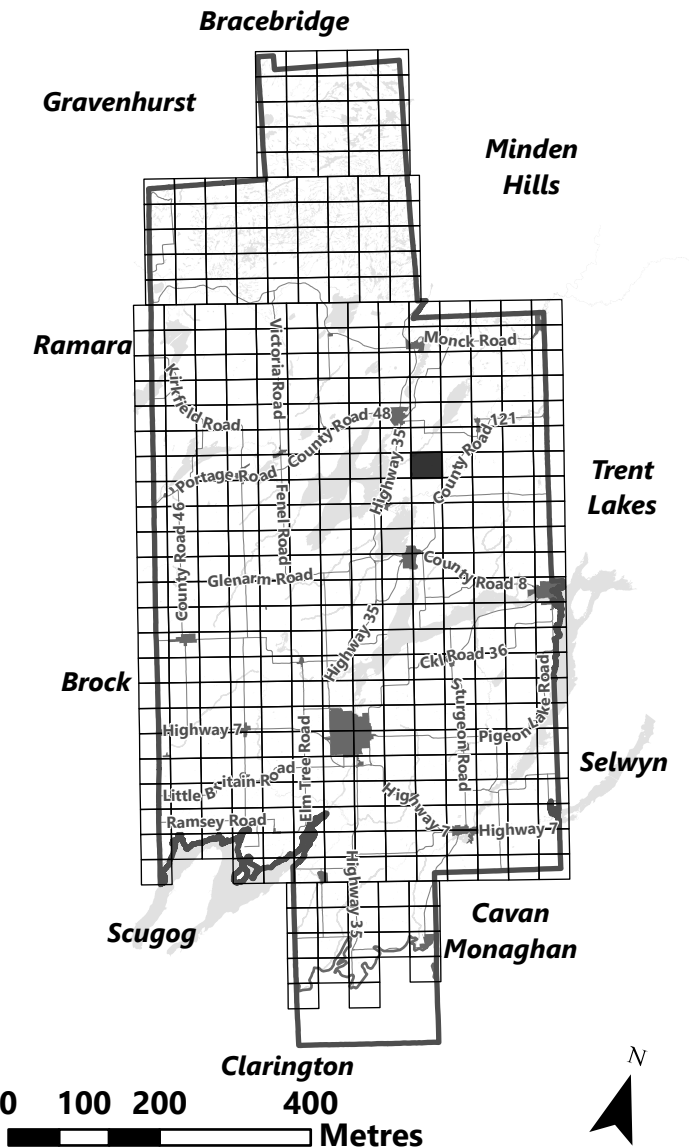 Bracebridge
Gravenhurst
Minden
Hills
Ramara
Monck Road
Victoria Road
Kirkfield Road
County Road 48
121
County Road
Highway 35
Portage Road
Trent
Lakes
Fenel Road
County Road 46
Glenarm Road
County Road 8
Highway 35
Ckl Road 36
Brock
Sturgeon Road
Pigeon Lake Road
Highway 7
Elm Tree Road
Selwyn
Little Britain Road
Highway 7
Ramsey Road
Highway 7
Highway 35
Scugog
Cavan
Monaghan
Clarington
N
0 100 200 400
Metres